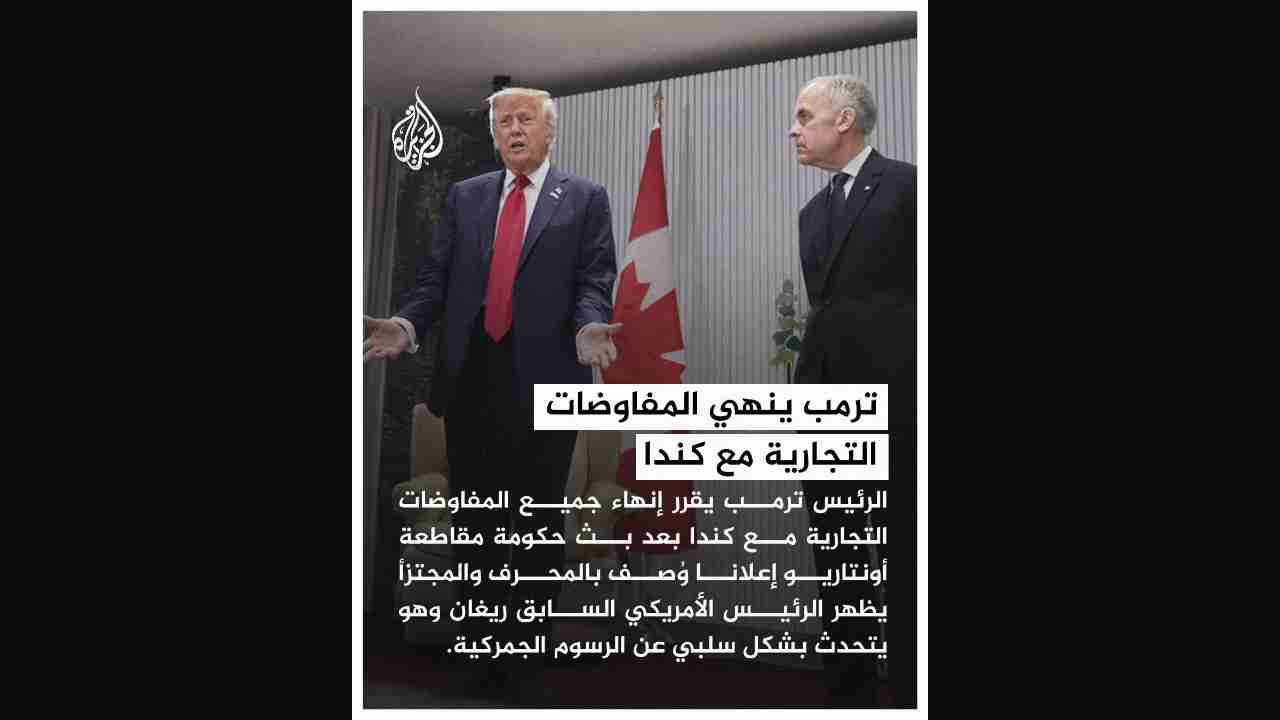 الجزيرة
ترمب ينهي المفاوضات
التجارية مع كندا
الرئيس ترمب يقرر إنهاء جميع المفاوضات
التجارية مع كندا بعد بث حكومة مقاطعة
أونتاريو إعلانا وُصف بالمحرف والمجتزأ
يظهر الرئيس الأمريكي السابق ريغان وهو
يتحدث بشكل سلبي عن الرسوم الجمركية.